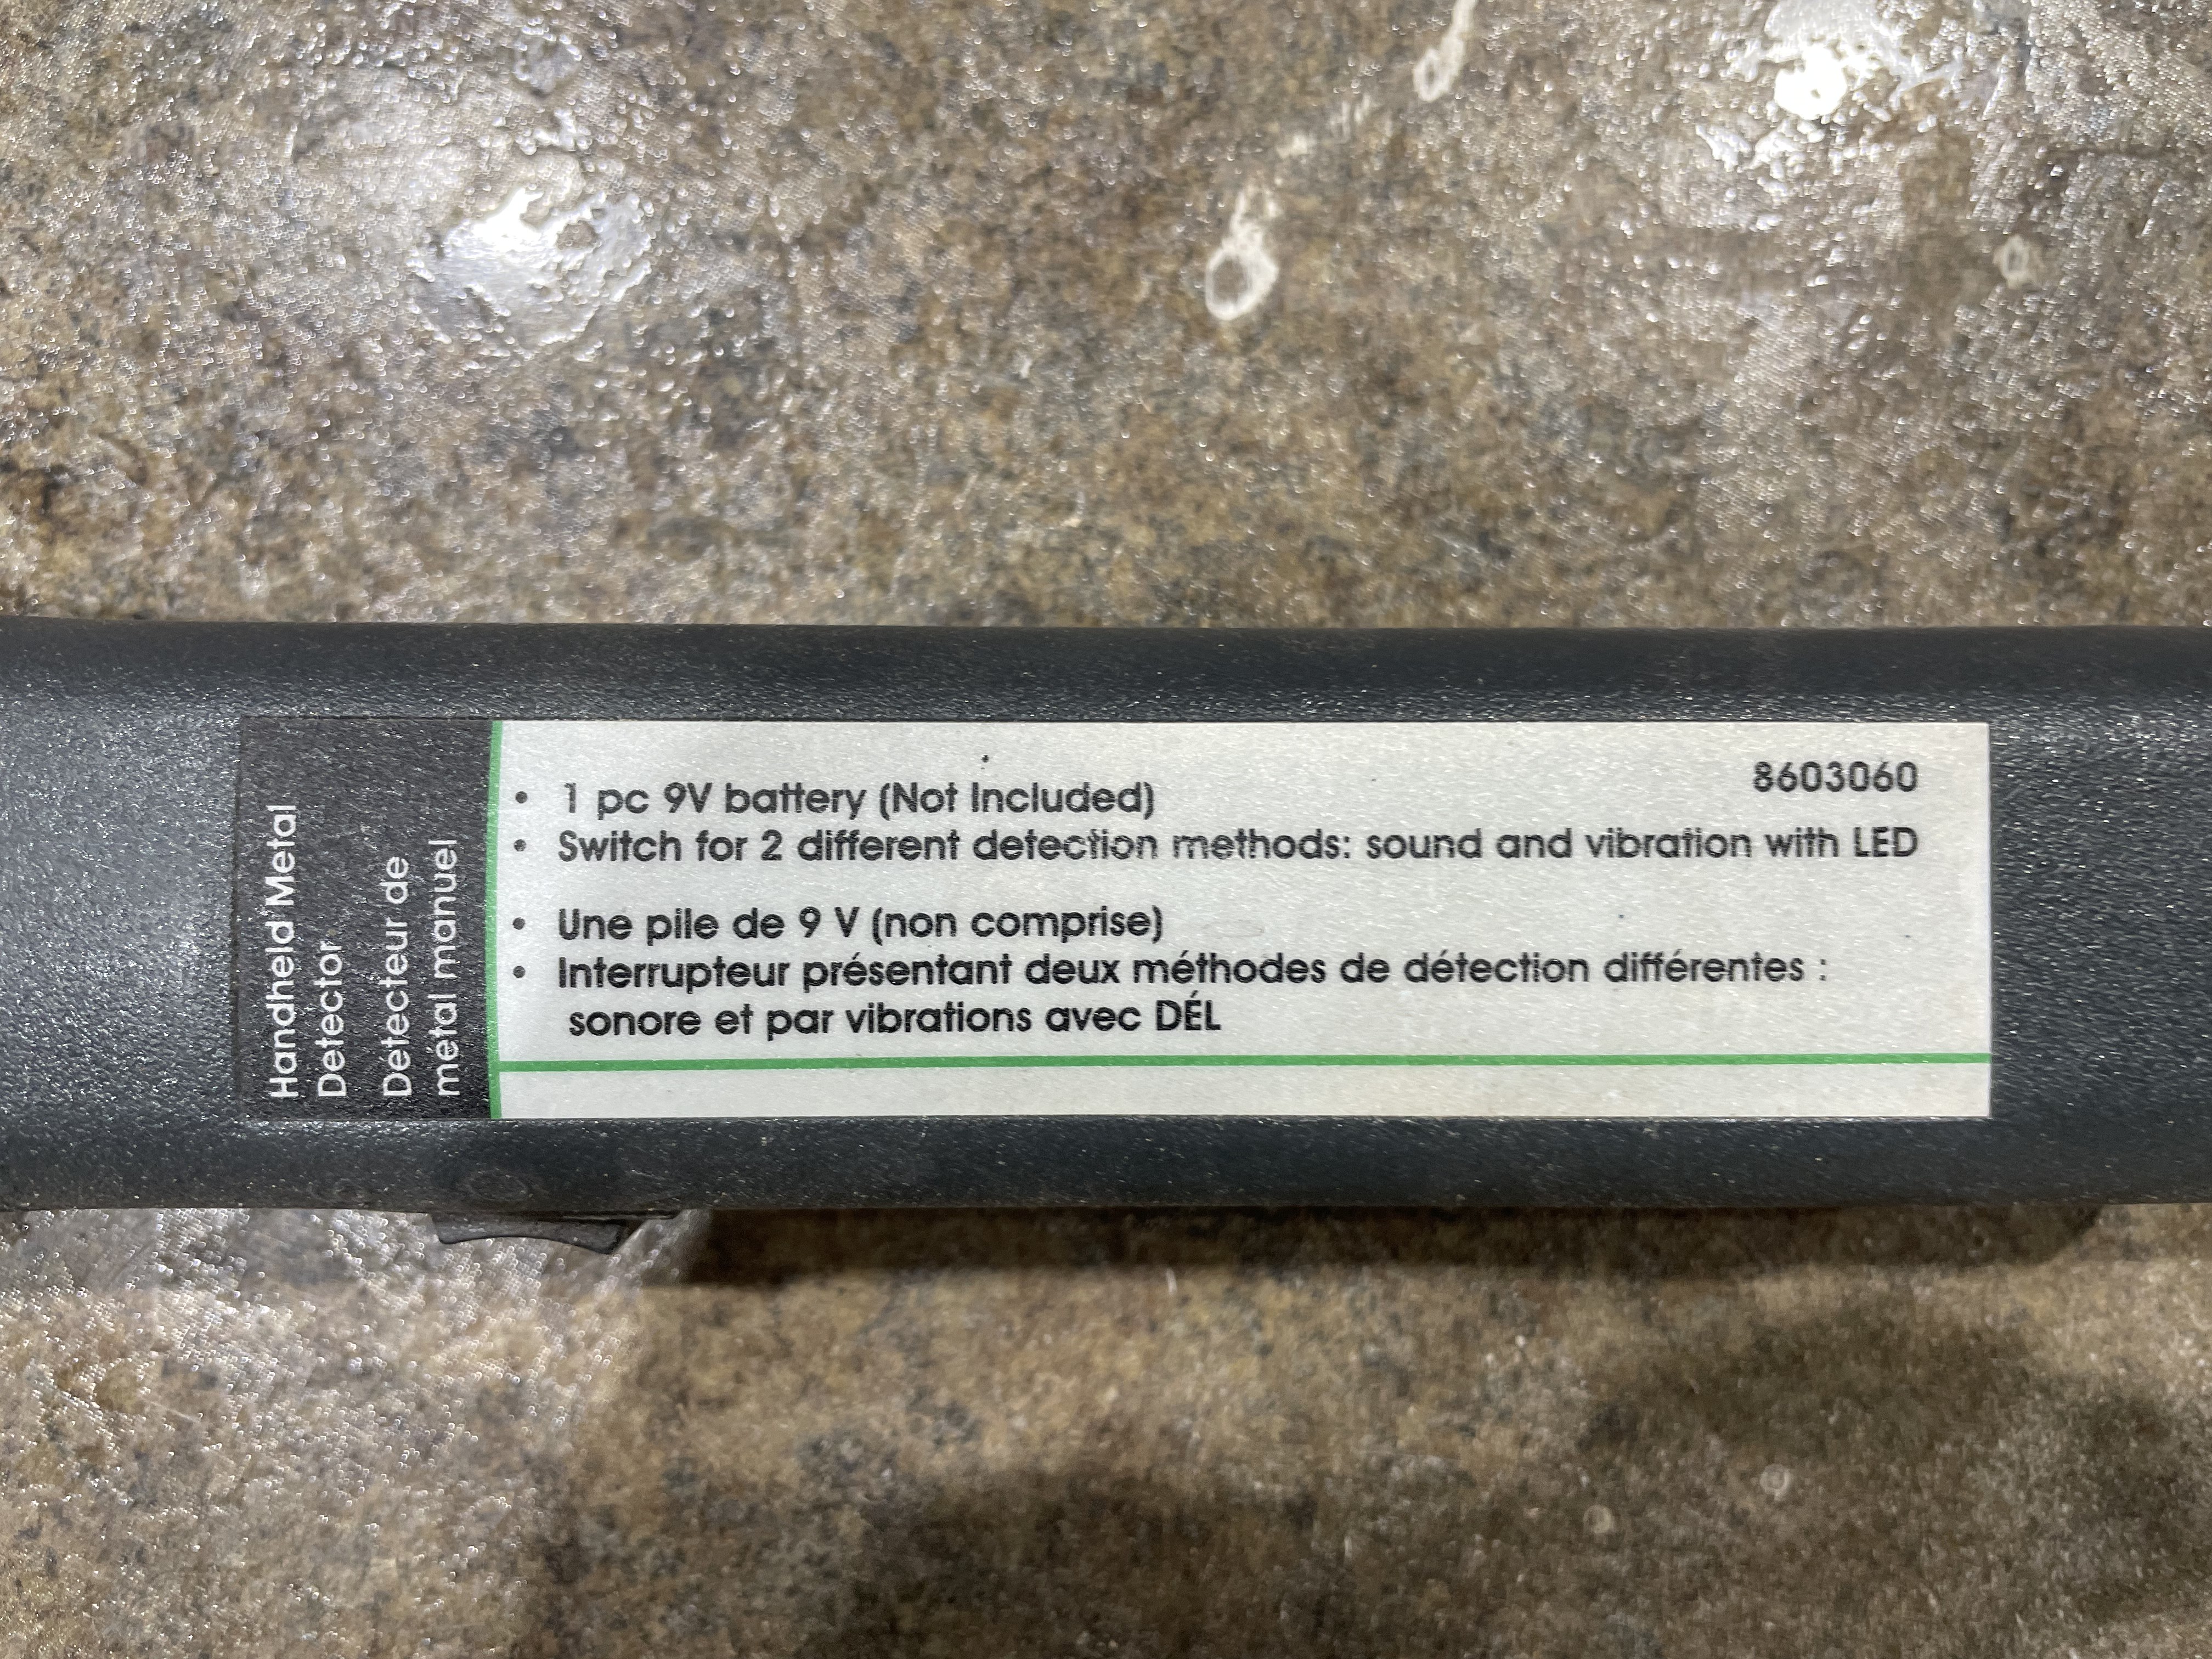 Handheld Metal
Detector
Détecteur de
métal manuel
8603060
• 1 pc 9V battery (Not Included)
• Switch for 2 different detection methods: sound and vibration with LED
• Une pile de 9 V (non comprise)
• Interrupteur présentant deux méthodes de détection différentes :
sonore et par vibrations avec DÉL